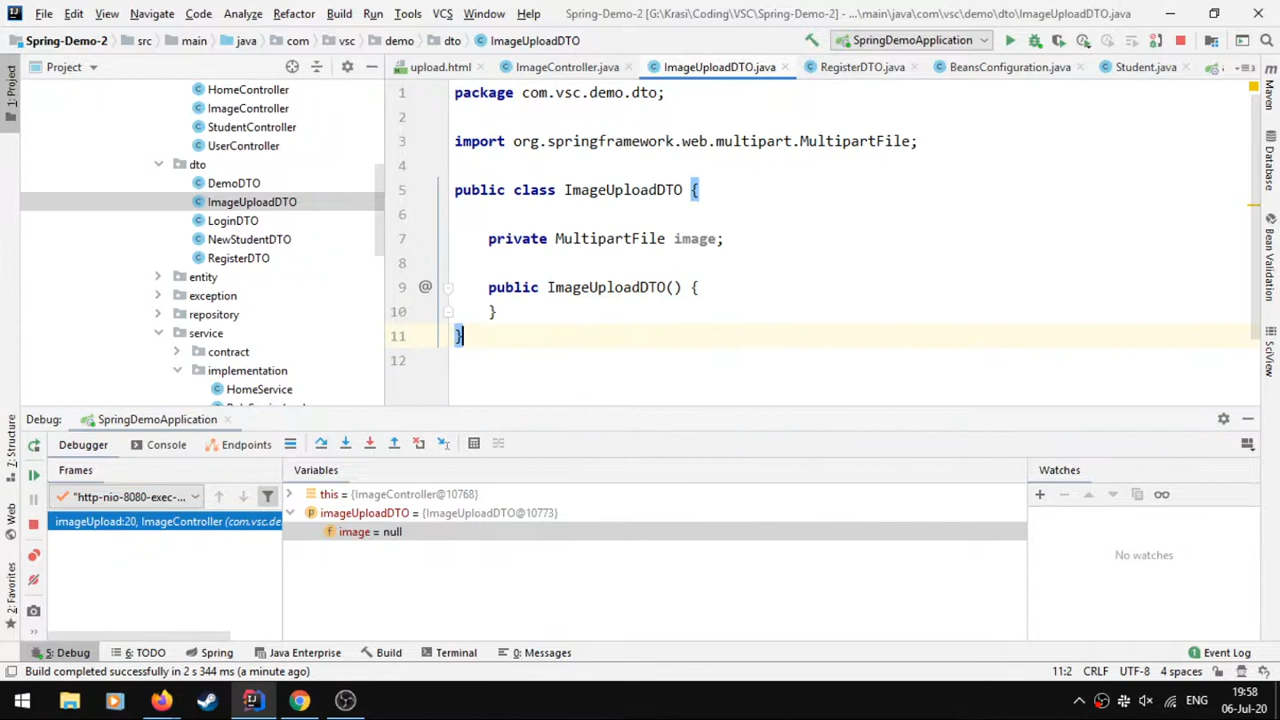 File Edit View Navigate Code Analyze Refactor Build Run Tools VCS Window Help Spring-Demo-2 [G:\Krasi\Coding\VSC\Spring-Demo-2] - ...\main\java\com\vsc\demo\dto\ImageUploadDTO.java
Spring-Demo-2 src main java com vsc demo dto ImageUploadDTO SpringDemoApplication
Project upload.html ImageController.java ImageUploadDTO.java RegisterDTO.java BeansConfiguration.java Student.java
1: Project
HomeController
ImageController
StudentController
UserController
dto
DemoDTO
ImageUploadDTO
LoginDTO
NewStudentDTO
RegisterDTO
entity
exception
repository
service
contract
implementation
HomeService
1 package com.vsc.demo.dto;
2
3 import org.springframework.web.multipart.MultipartFile;
4
5 public class ImageUploadDTO {
6
7 private MultipartFile image;
8
9 @ public ImageUploadDTO() {
10 }
11 }
12
Maven
Database
Bean Validation
SciView
7: Structure
Web
2: Favorites
Debug: SpringDemoApplication
Debugger Console Endpoints
Frames Variables Watches
"http-nio-8080-exec-...
imageUpload:20, ImageController (com.vsc.de
this = {ImageController@10768}
imageUploadDTO = {ImageUploadDTO@10773}
image = null
No watches
5: Debug 6: TODO Spring Java Enterprise Build Terminal 0: Messages Event Log
Build completed successfully in 2 s 344 ms (a minute ago) 11:2 CRLF UTF-8 4 spaces
ENG 19:58
06-Jul-20